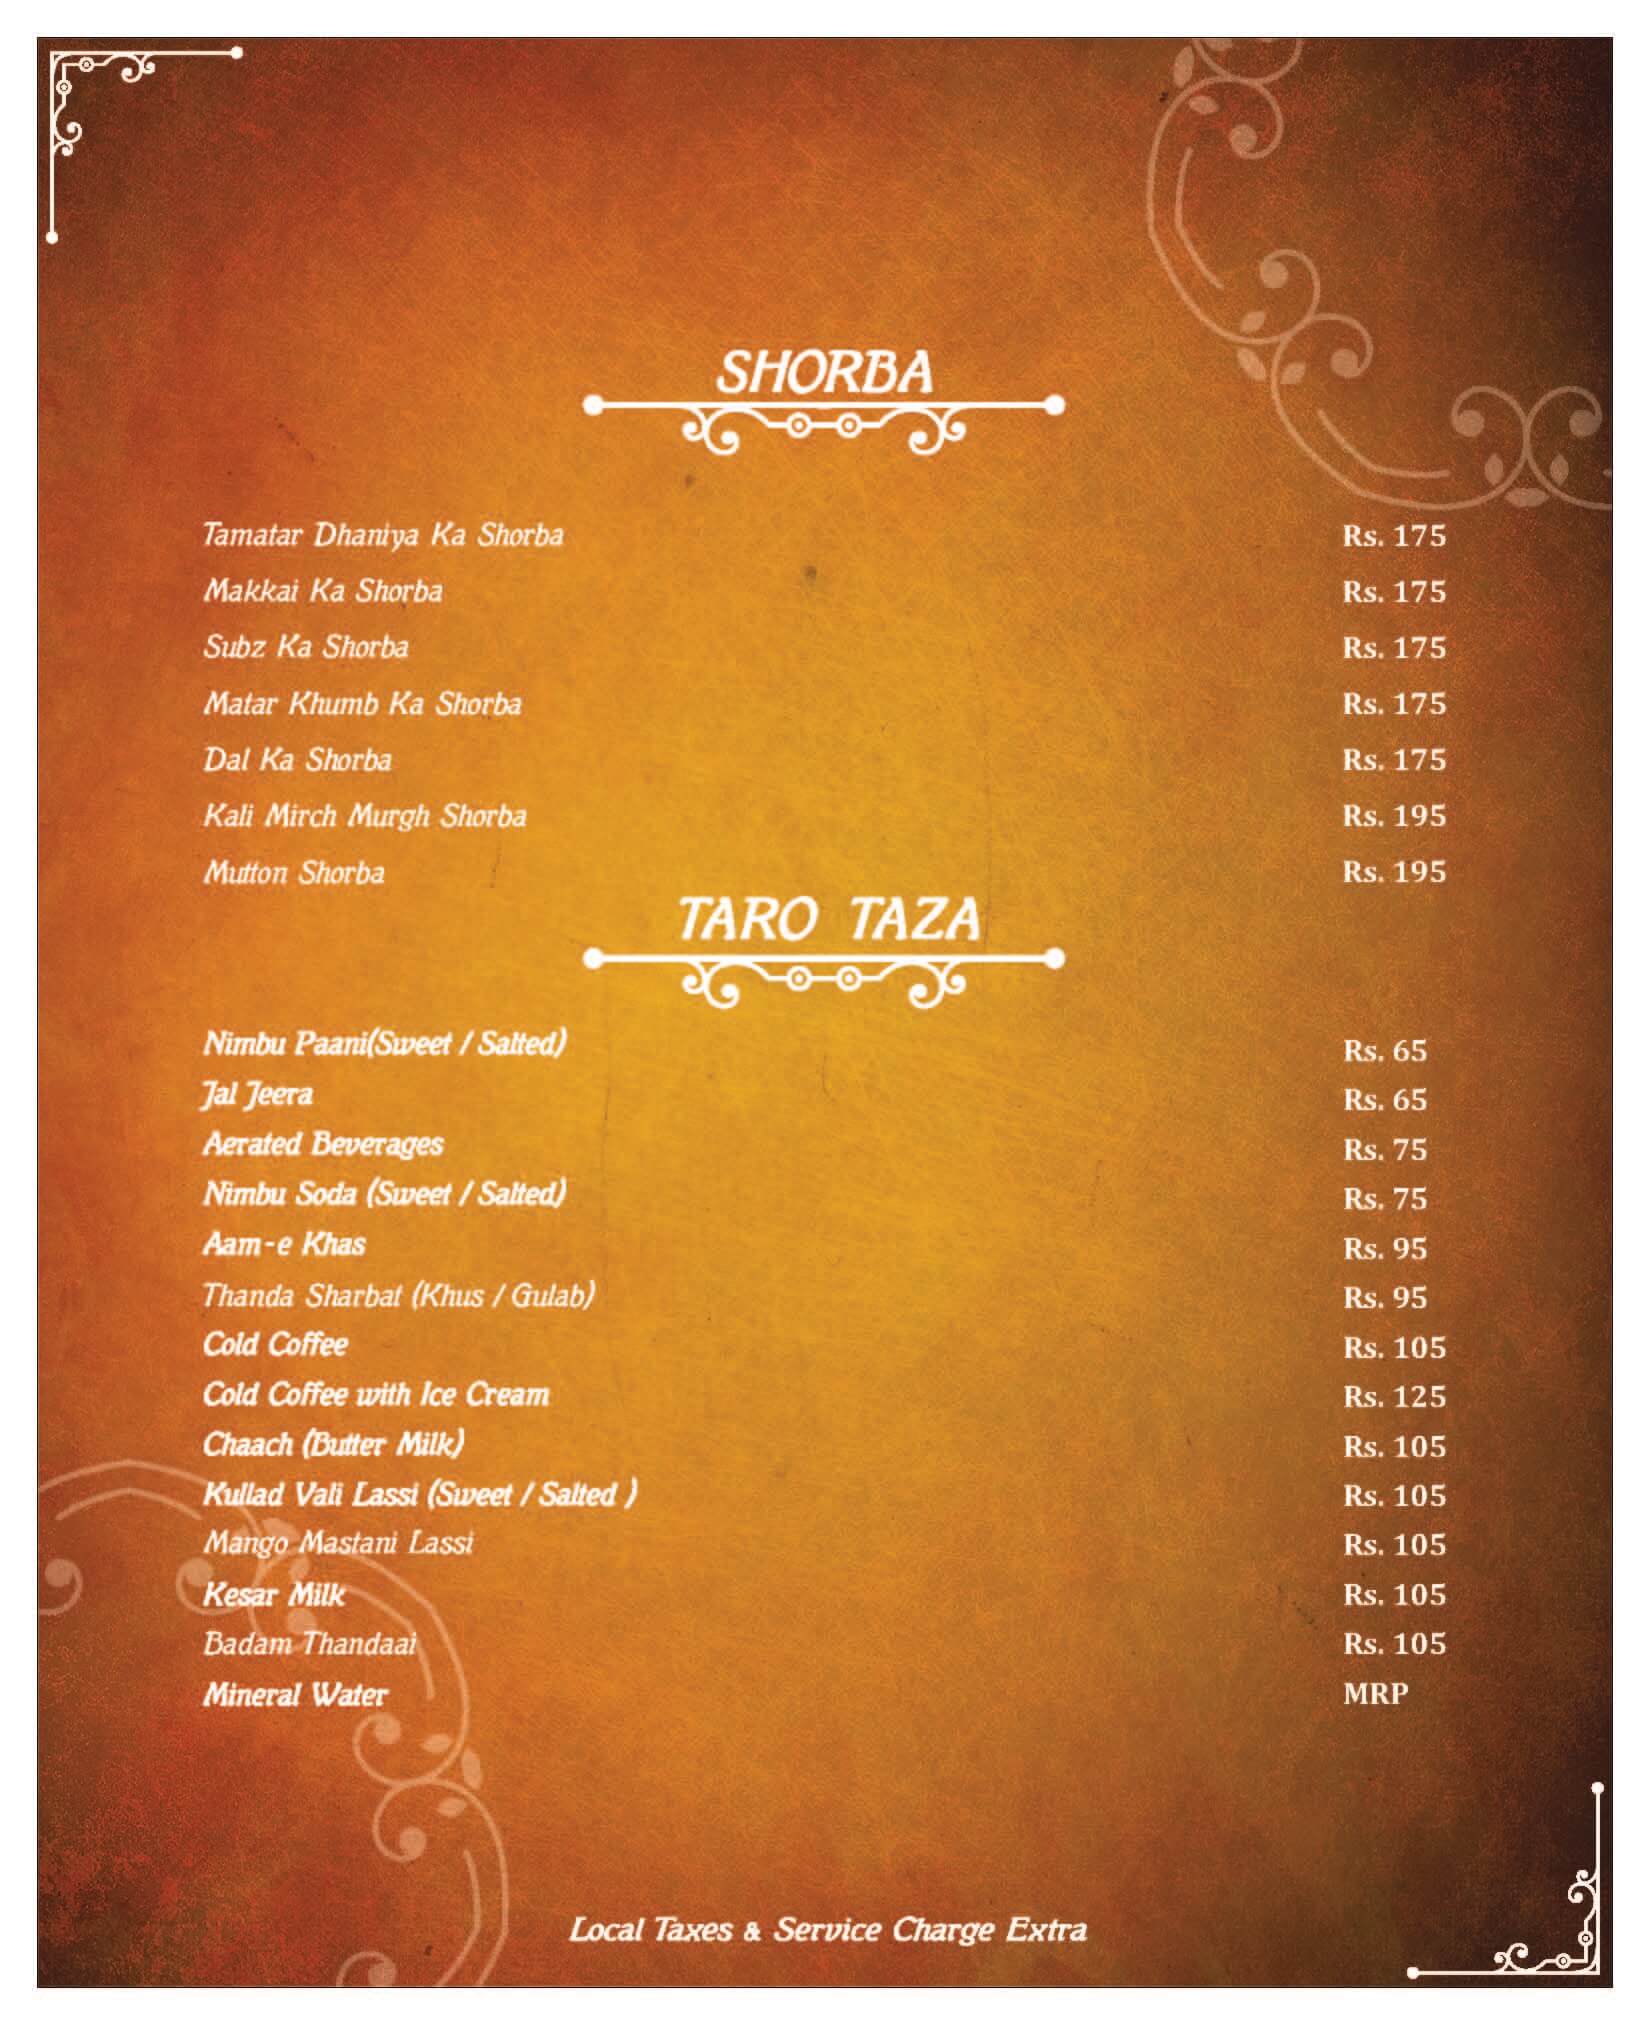 SHORBA
Tamatar Dhaniya Ka Shorba Rs. 175
Makkai Ka Shorba Rs. 175
Subz Ka Shorba Rs. 175
Matar Khumb Ka Shorba Rs. 175
Dal Ka Shorba Rs. 175
Kali Mirch Murgh Shorba Rs. 195
Mutton Shorba Rs. 195
TARO TAZA
Nimbu Paani(Sweet / Salted) Rs. 65
Jal Jeera Rs. 65
Aerated Beverages Rs. 75
Nimbu Soda (Sweet / Salted) Rs. 75
Aam-e Khas Rs. 95
Thanda Sharbat (Khus / Gulab) Rs. 95
Cold Coffee Rs. 105
Cold Coffee with Ice Cream Rs. 125
Chaach (Butter Milk) Rs. 105
Kullad Vali Lassi (Sweet / Salted ) Rs. 105
Mango Mastani Lassi Rs. 105
Kesar Milk Rs. 105
Badam Thandaai Rs. 105
Mineral Water MRP
Local Taxes & Service Charge Extra